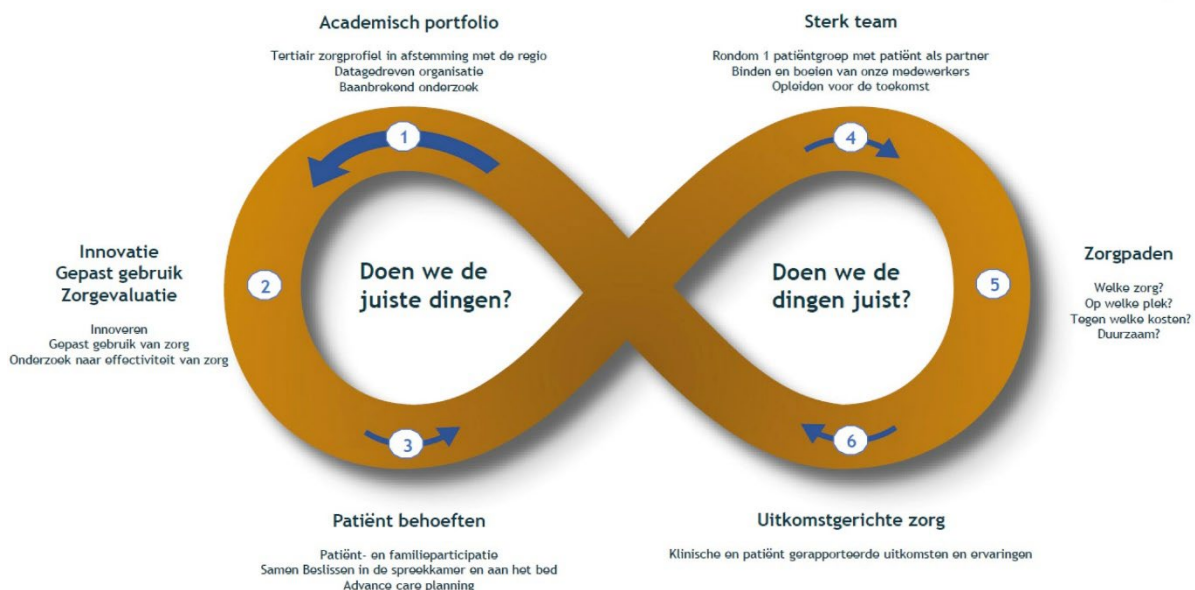 Academisch portfolio
Tertiair zorgprofiel in afstemming met de regio
Datagedreven organisatie
Baanbrekend onderzoek
1
Innovatie
Gepast gebruik
Zorgevaluatie
Innoveren
Gepast gebruik van zorg
Onderzoek naar effectiviteit van zorg
2
Doen we de
juiste dingen?
3
Patiënt behoeften
Patiënt- en familieparticipatie
Samen Beslissen in de spreekkamer en aan het bed
Advance care planning
Sterk team
Rondom 1 patiëntgroep met patiënt als partner
Binden en boeien van onze medewerkers
Opleiden voor de toekomst
4
Doen we de
dingen juist?
5
Zorgpaden
Welke zorg?
Op welke plek?
Tegen welke kosten?
Duurzaam?
6
Uitkomstgerichte zorg
Klinische en patiënt gerapporteerde uitkomsten en ervaringen